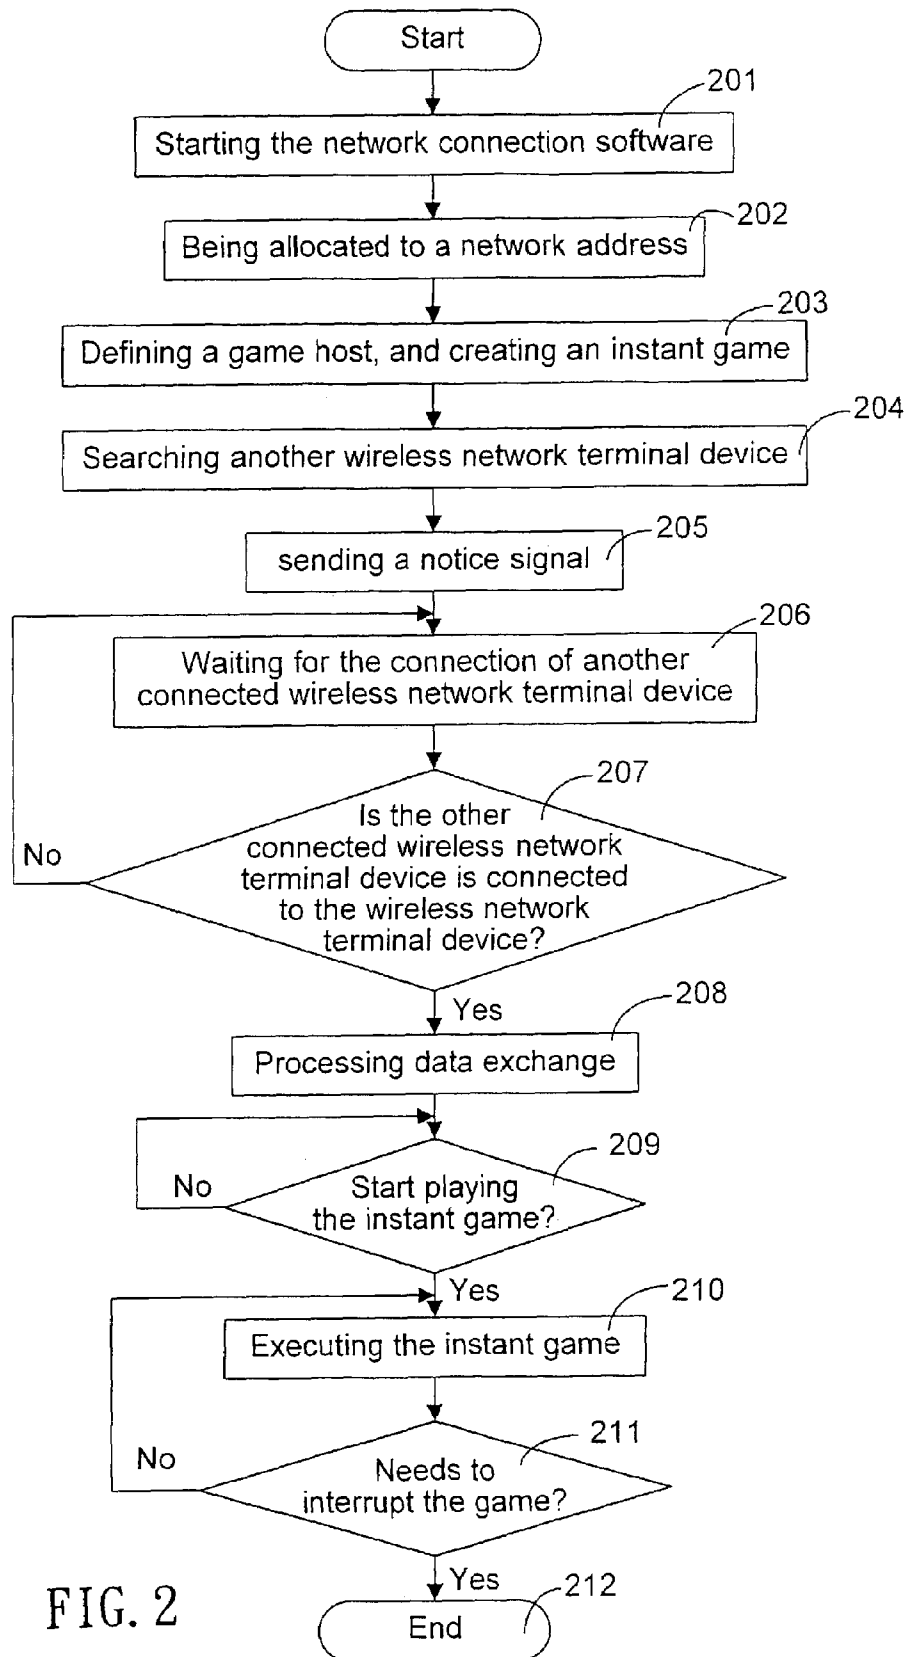 Start
201
Starting the network connection software
202
Being allocated to a network address
203
Defining a game host, and creating an instant game
204
Searching another wireless network terminal device
205
sending a notice signal
206
Waiting for the connection of another
connected wireless network terminal device
207
Is the other
connected wireless network
terminal device is connected
to the wireless network
terminal device?
No
Yes
208
Processing data exchange
209
No
Start playing
the instant game?
Yes
210
Executing the instant game
211
No
Needs to
interrupt the game?
Yes
212
End
FIG. 2